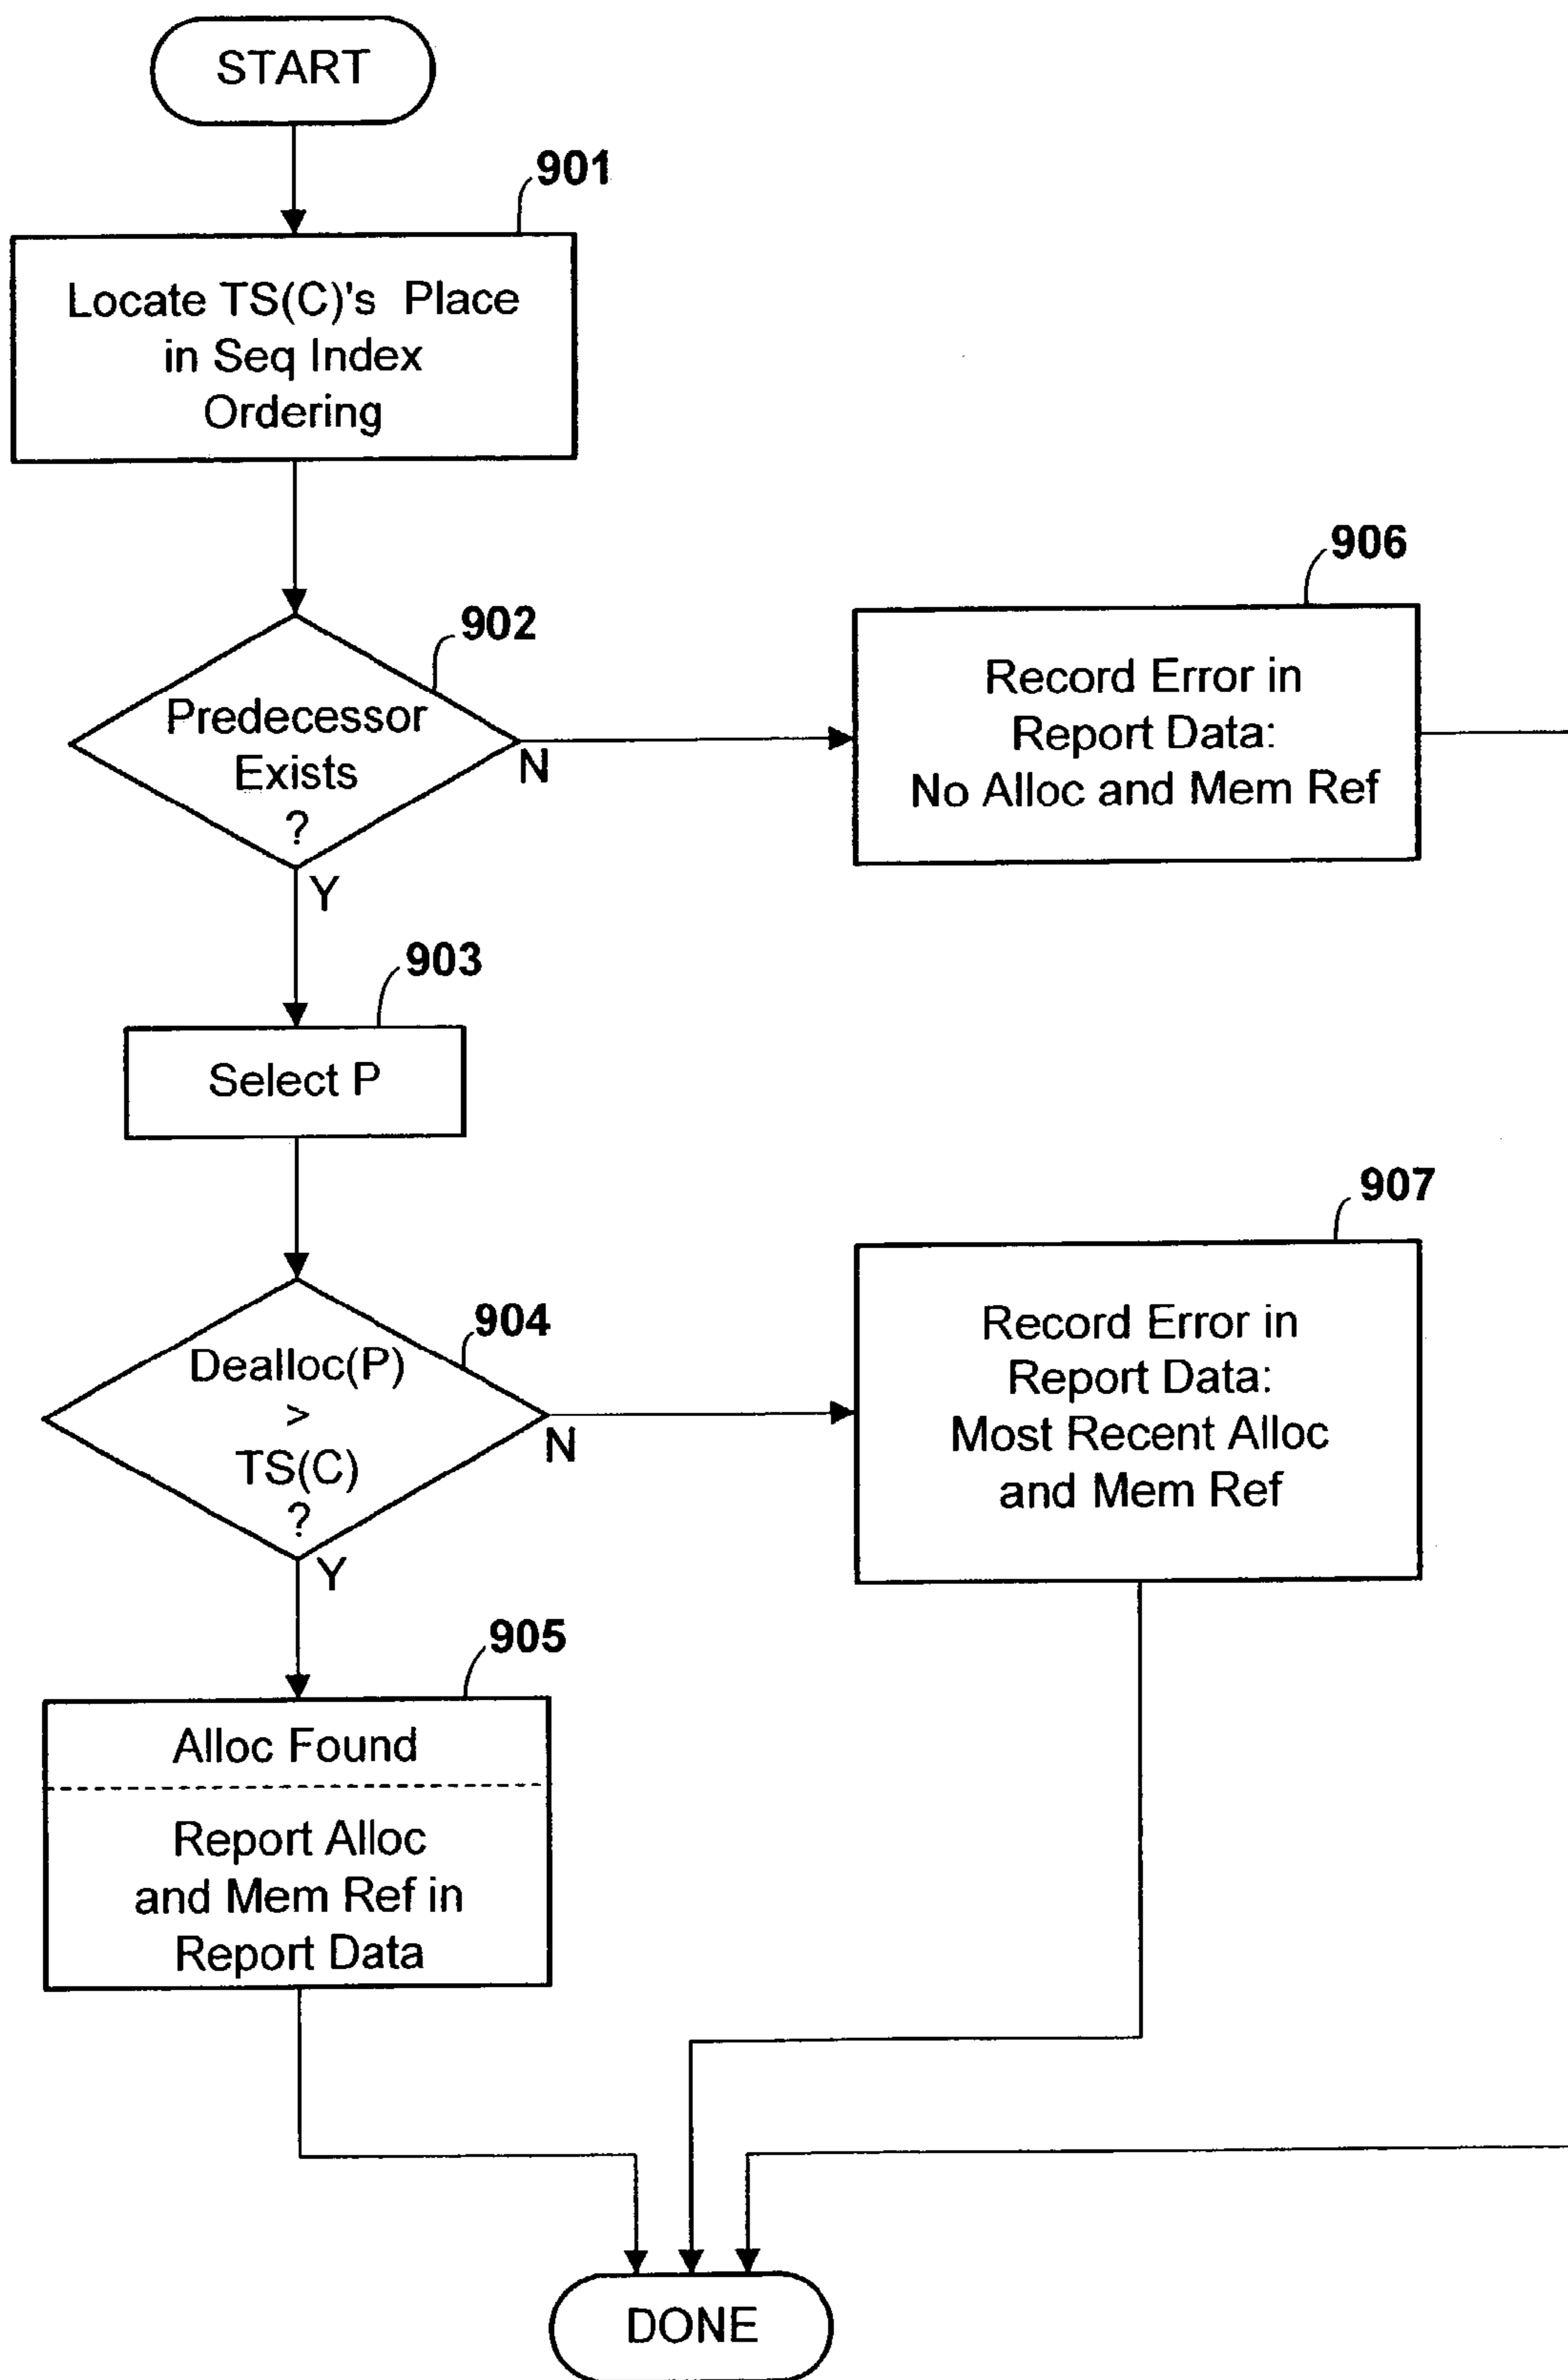 START
901
Locate TS(C)'s Place
in Seq Index
Ordering
902
Predecessor
Exists
?
N
Y
906
Record Error in
Report Data:
No Alloc and Mem Ref
903
Select P
904
Dealloc(P)
>
TS(C)
?
N
Y
907
Record Error in
Report Data:
Most Recent Alloc
and Mem Ref
905
Alloc Found
Report Alloc
and Mem Ref in
Report Data
DONE